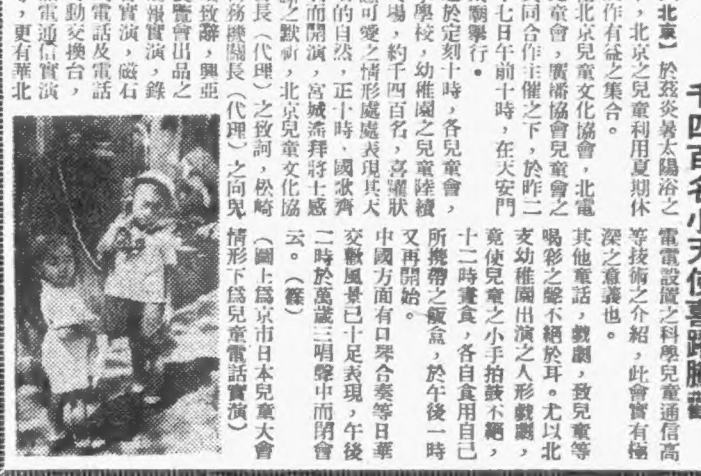 千四百名小天使喜躍臚歡
北京】於茲炎暑太陽浴之
，北京之兒童利用夏期休
作有益之集合。
北京兒童文化協會，北電
兒童會，廣播協會兒童會之
共同合作主催之下，於昨二
十七日午前十時，在天安門
廟舉行。
於定刻十時，各兒童會，
學校，幼稚園之兒童陸續
場，約千四百名，喜躍狀
可愛之情形處處表現其天
的自然，正十時，國歌齊
而開演，宮城遙拜將士感
之默祈，北京兒童文化協
長（代理）之致詞，松崎
務機關長（代理）之向兒
致辭，興亞
覽會出品之
報實演，錄
實演，磁石
電話及電話
動交換台，
電通信實演
，更有華北
電電設置之科學兒童通信高
等技術之介紹，此會實有極
深之意義也。
其他童話，戲劇，致兒童等
喝彩之聲不絕於耳。尤以北
支幼稚園出演之人形戲劇，
竟使兒童之小手拍鼓不絕，
十二時晝食，各自食用自己
所攜帶之飯盒，於午後一時
又再開始。
中國方面有口琴合奏等日華
交歡風景已十足表現，午後
二時於萬歲三唱聲中而閉會
云。（篠）
（圖上爲京市日本兒童大會
情形下爲兒童電話實演）